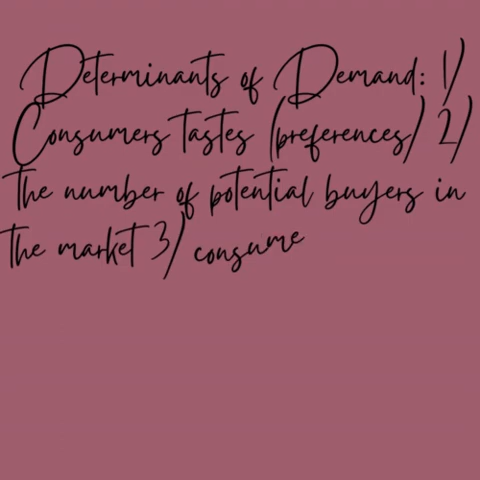 Determinants of Demand: 1)
Consumers tastes (preferences) 2)
the number of potential buyers in
the market 3) consume